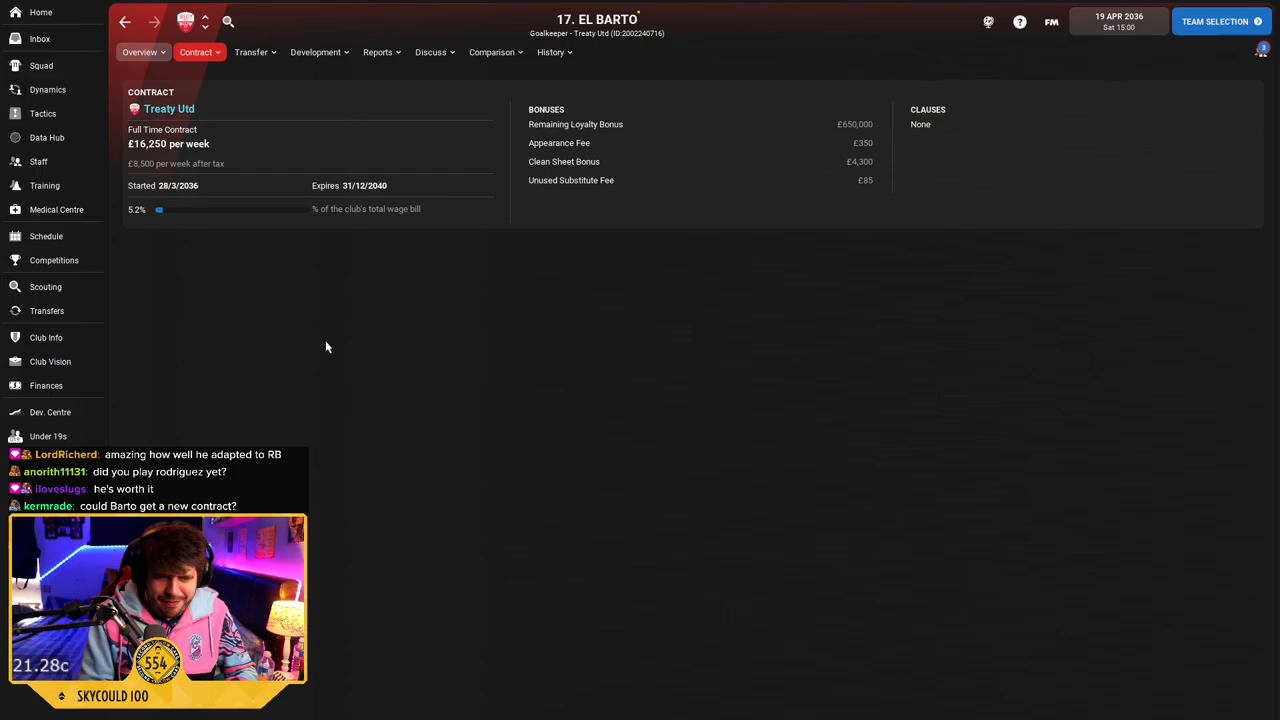 Home
Inbox
Squad
Dynamics
Tactics
Data Hub
Staff
Training
Medical Centre
Schedule
Competitions
Scouting
Transfers
Club Info
Club Vision
Finances
Dev. Centre
Under 19s
17. EL BARTO
Goalkeeper - Treaty Utd (ID:2002240716)
?
FM
19 APR 2036
Sat 15:00
TEAM SELECTION
Overview
Contract
Transfer
Development
Reports
Discuss
Comparison
History
3
CONTRACT
Treaty Utd
Full Time Contract
£16,250 per week
£8,500 per week after tax
Started 28/3/2036 Expires 31/12/2040
5.2% % of the club's total wage bill
BONUSES
Remaining Loyalty Bonus £650,000
Appearance Fee £350
Clean Sheet Bonus £4,300
Unused Substitute Fee £85
CLAUSES
None
LordRicherd: amazing how well he adapted to RB
anorith11131: did you play rodriguez yet?
iloveslugs: he's worth it
kermrade: could Barto get a new contract?
21.28c
554
SKYCOULD 100